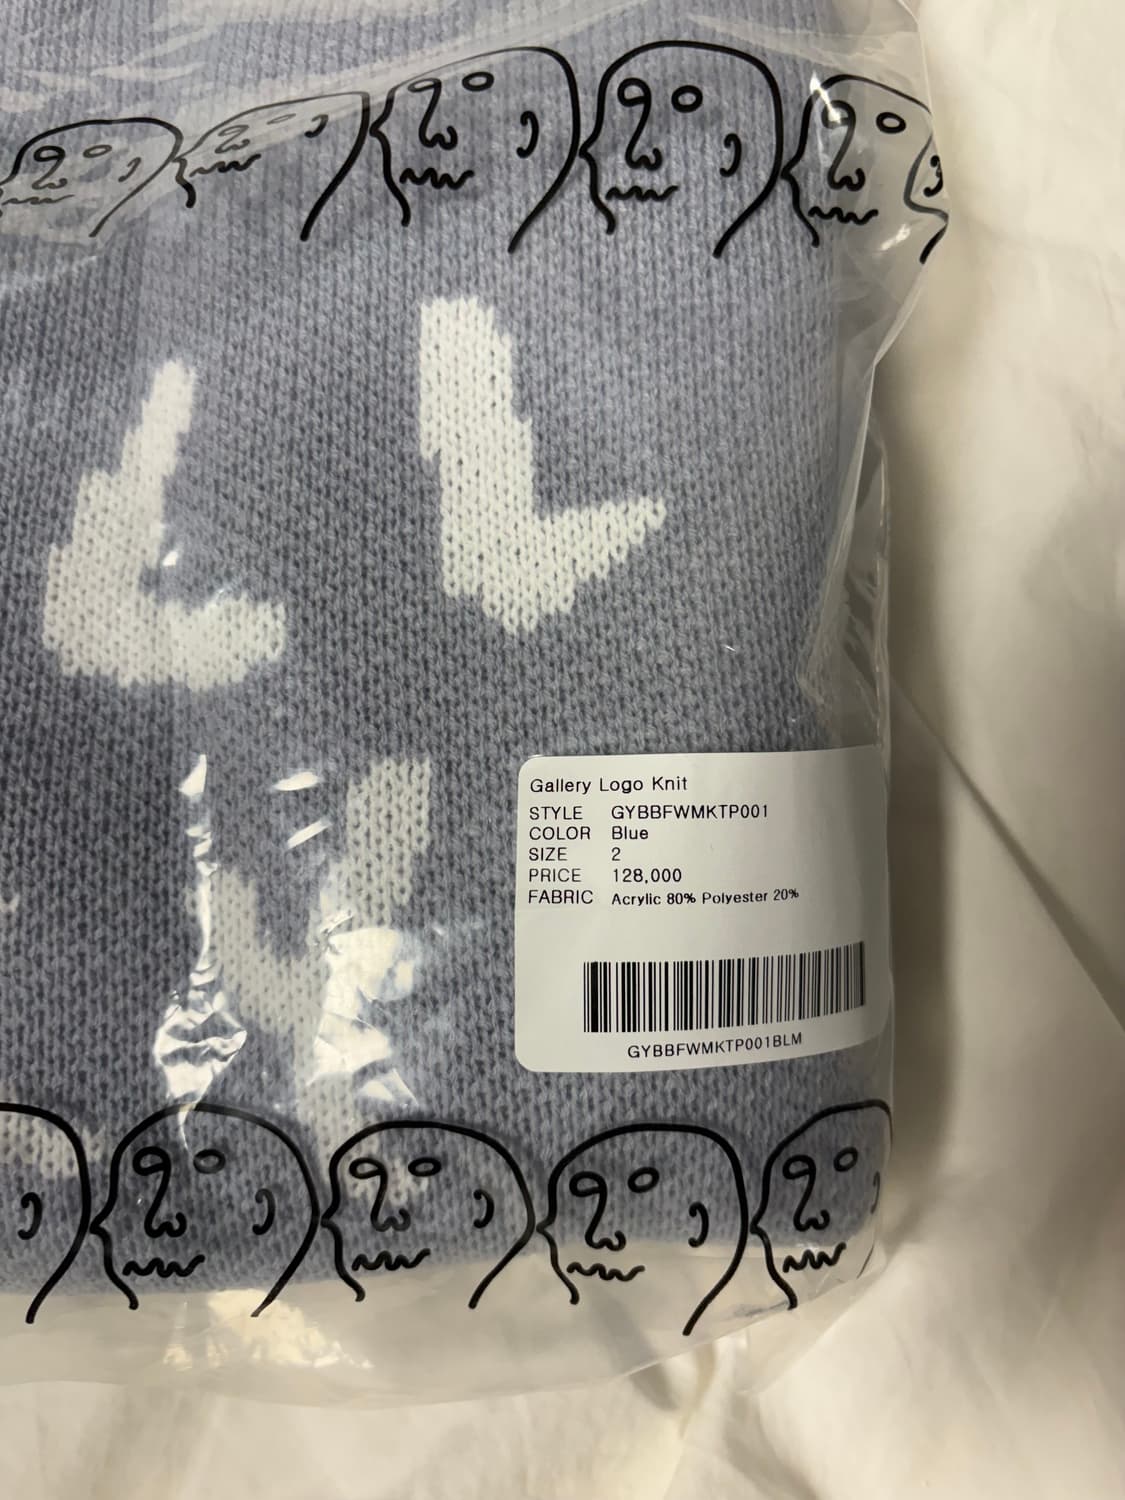 L L
Y
Gallery Logo Knit
STYLE GYBBFWMKTP001
COLOR Blue
SIZE 2
PRICE 128,000
FABRIC Acrylic 80% Polyester 20%
GYBBFWMKTP001BLM